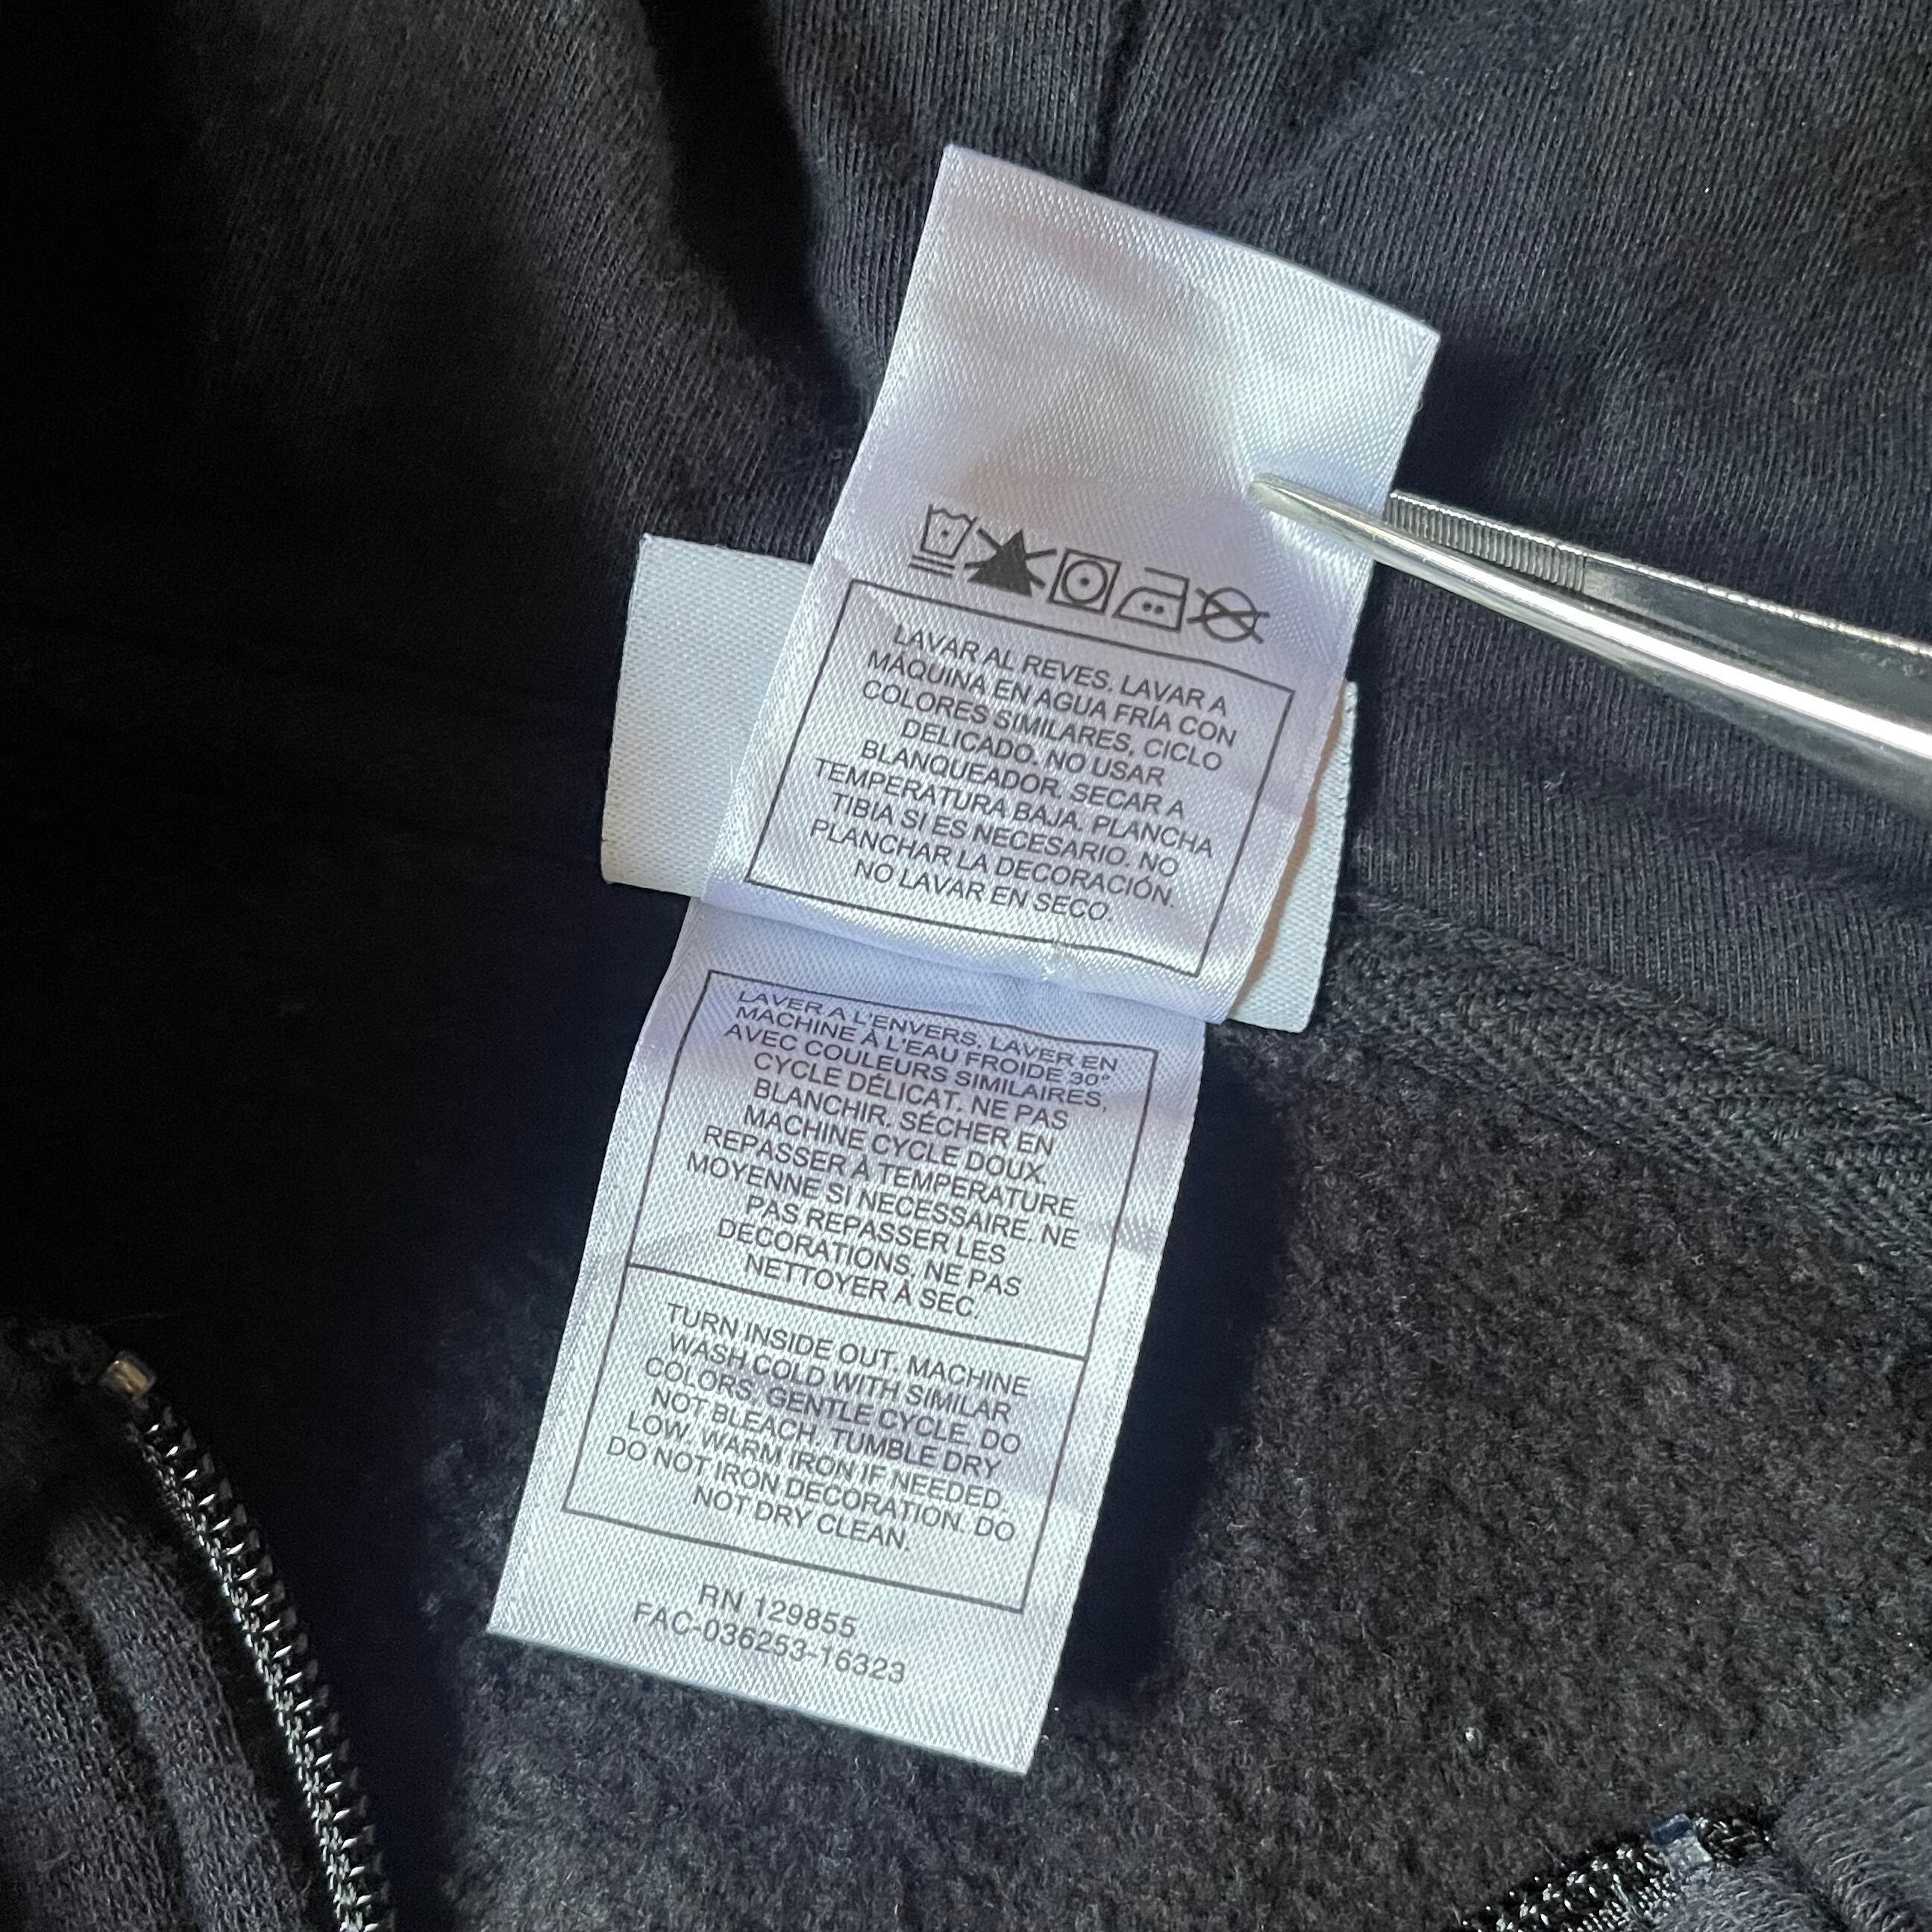 LAVAR AL REVES. LAVAR A
MÁQUINA EN AGUA FRÍA CON
COLORES SIMILARES, CICLO
DELICADO. NO USAR
BLANQUEADOR. SECAR A
TEMPERATURA BAJA. PLANCHA
TIBIA SI ES NECESARIO. NO
PLANCHAR LA DECORACIÓN.
NO LAVAR EN SECO.
LAVER A L'ENVERS. LAVER EN
MACHINE À L'EAU FROIDE 30°
AVEC COULEURS SIMILAIRES,
CYCLE DÉLICAT. NE PAS
BLANCHIR. SÉCHER EN
MACHINE CYCLE DOUX.
REPASSER À TEMPERATURE
MOYENNE SI NECESSAIRE. NE
PAS REPASSER LES
DECORATIONS. NE PAS
NETTOYER À SEC.
TURN INSIDE OUT. MACHINE
WASH COLD WITH SIMILAR
COLORS, GENTLE CYCLE. DO
NOT BLEACH. TUMBLE DRY
LOW. WARM IRON IF NEEDED.
DO NOT IRON DECORATION. DO
NOT DRY CLEAN.
RN 129855
FAC-036253-16323